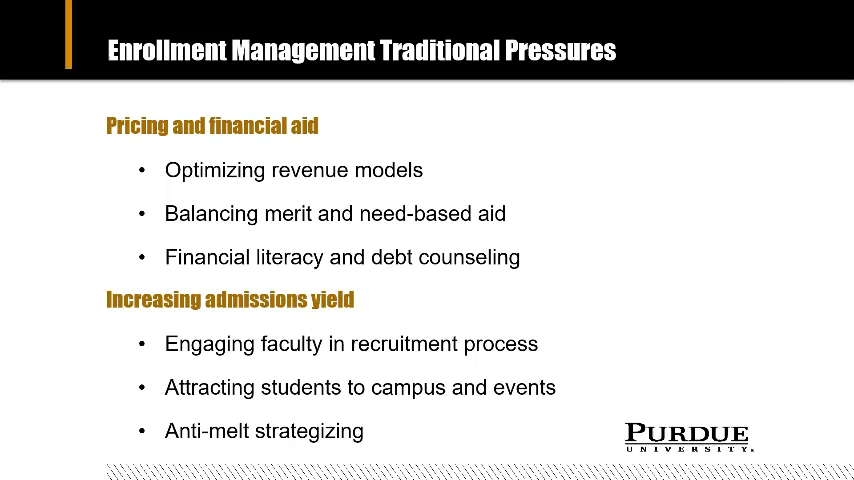 Enrollment Management Traditional Pressures
Pricing and financial aid
• Optimizing revenue models
• Balancing merit and need-based aid
• Financial literacy and debt counseling
Increasing admissions yield
• Engaging faculty in recruitment process
• Attracting students to campus and events
• Anti-melt strategizing
PURDUE
UNIVERSITY.